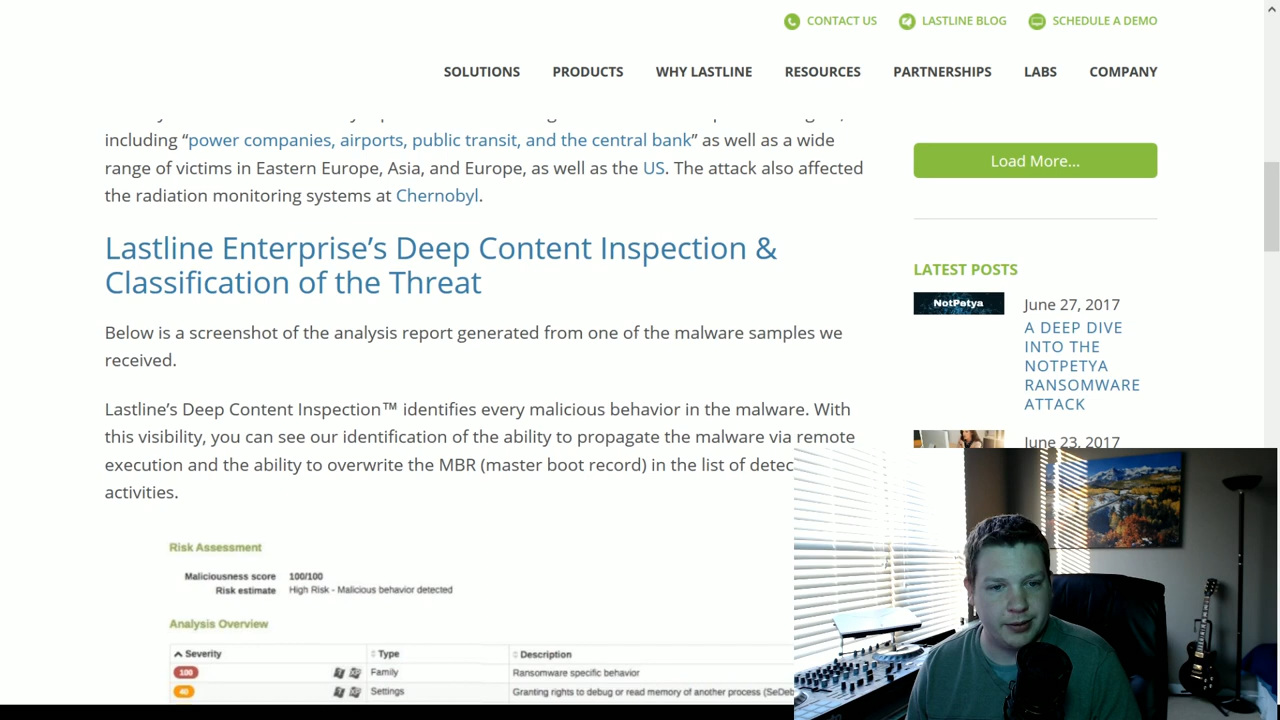 CONTACT US
LASTLINE BLOG
SCHEDULE A DEMO
SOLUTIONS
PRODUCTS
WHY LASTLINE
RESOURCES
PARTNERSHIPS
LABS
COMPANY
including “power companies, airports, public transit, and the central bank” as well as a wide
range of victims in Eastern Europe, Asia, and Europe, as well as the US. The attack also affected
the radiation monitoring systems at Chernobyl.
Lastline Enterprise’s Deep Content Inspection &
Classification of the Threat
Below is a screenshot of the analysis report generated from one of the malware samples we
received.
Lastline’s Deep Content Inspection™ identifies every malicious behavior in the malware. With
this visibility, you can see our identification of the ability to propagate the malware via remote
execution and the ability to overwrite the MBR (master boot record) in the list of
activities.
Risk Assessment
Maliciousness score 100/100
Risk estimate High Risk - Malicious behavior detected
Analysis Overview
Severity Type Description
100 Family Ransomware specific behavior
40 Settings Granting rights to debug or read memory of another process
Load More...
LATEST POSTS
NotPetya
June 27, 2017
A DEEP DIVE
INTO THE
NOTPETYA
RANSOMWARE
ATTACK
June 23, 2017